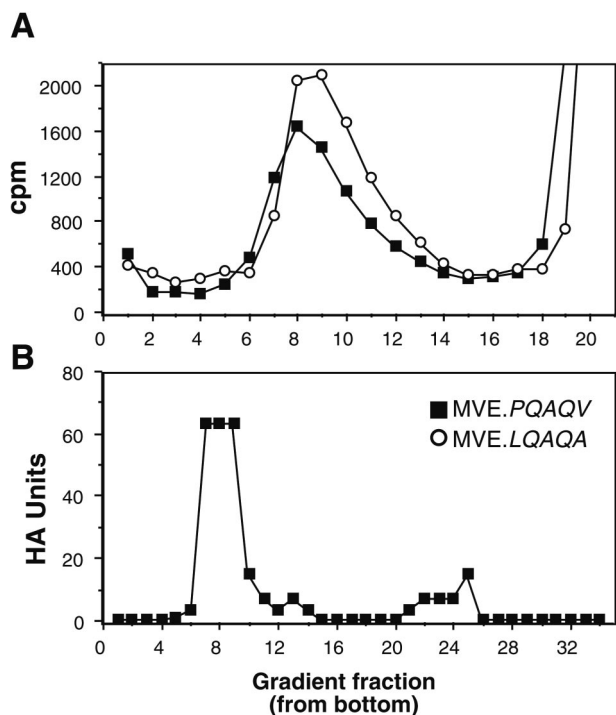 A
2000
1600
1200
800
400
0
cpm
0 2 4 6 8 10 12 14 16 18 20
B
80
60
40
20
0
HA Units
MVE.PQAQV
MVE.LQAQA
0 4 8 12 16 20 24 28 32
Gradient fraction
(from bottom)